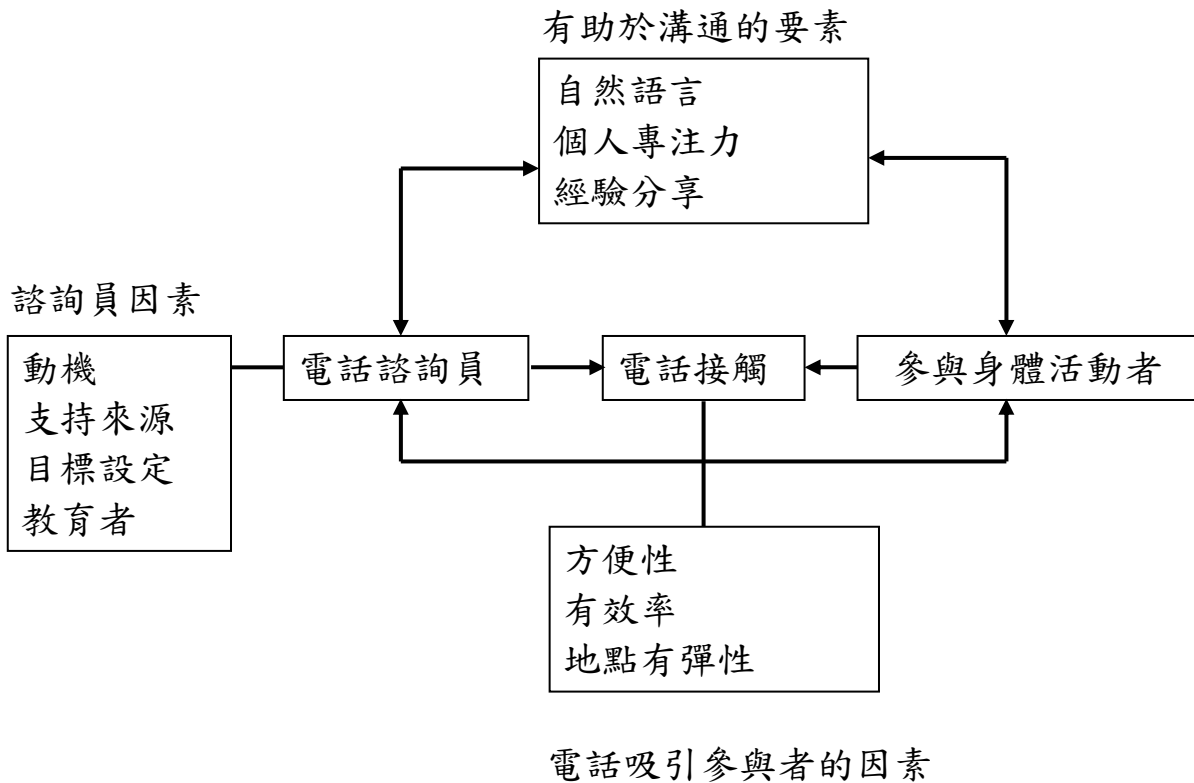 有助於溝通的要素
自然語言
個人專注力
經驗分享
諮詢員因素
動機
支持來源
目標設定
教育者
電話諮詢員
電話接觸
參與身體活動者
方便性
有效率
地點有彈性
電話吸引參與者的因素